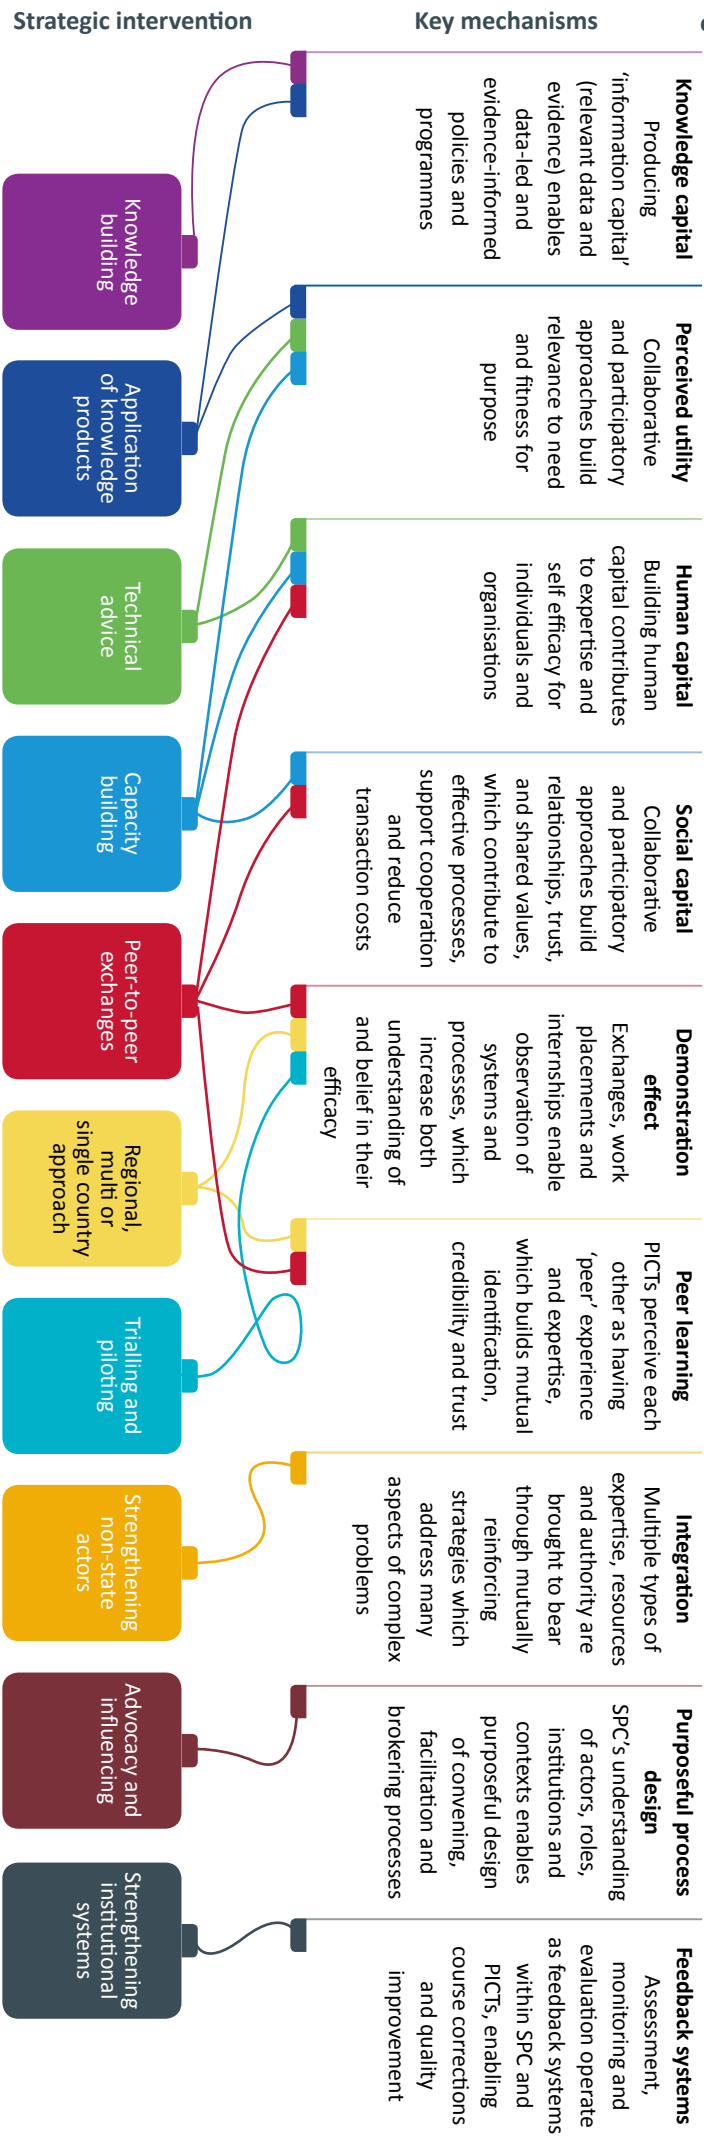 Strategic intervention
Key mechanisms
Knowledge capital
Producing
‘information capital’
(relevant data and
evidence) enables
data-led and
evidence-informed
policies and
programmes
Perceived utility
Collaborative
and participatory
approaches build
relevance to need
and fitness for
purpose
Human capital
Building human
capital contributes
to expertise and
self efficacy for
individuals and
organisations
Social capital
Collaborative
and participatory
approaches build
relationships, trust,
and shared values,
which contribute to
effective processes,
support cooperation
and reduce
transaction costs
Demonstration
effect
Exchanges, work
placements and
internships enable
observation of
systems and
processes, which
increase both
understanding of
and belief in their
efficacy
Peer learning
PICTs perceive each
other as having
‘peer’ experience
and expertise,
which builds mutual
identification,
credibility and trust
Integration
Multiple types of
expertise, resources
and authority are
brought to bear
through mutually
reinforcing
strategies which
address many
aspects of complex
problems
Purposeful process
design
SPC’s understanding
of actors, roles,
institutions and
contexts enables
purposeful design
of convening,
facilitation and
brokering processes
Feedback systems
Assessment,
monitoring and
evaluation operate
as feedback systems
within SPC and
PICTs, enabling
course corrections
and quality
improvement
Knowledge
building
Application
of knowledge
products
Technical
advice
Capacity
building
Peer-to-peer
exchanges
Regional,
multi or
single country
approach
Trialling and
piloting
Strengthening
non-state
actors
Advocacy and
influencing
Strengthening
institutional
systems